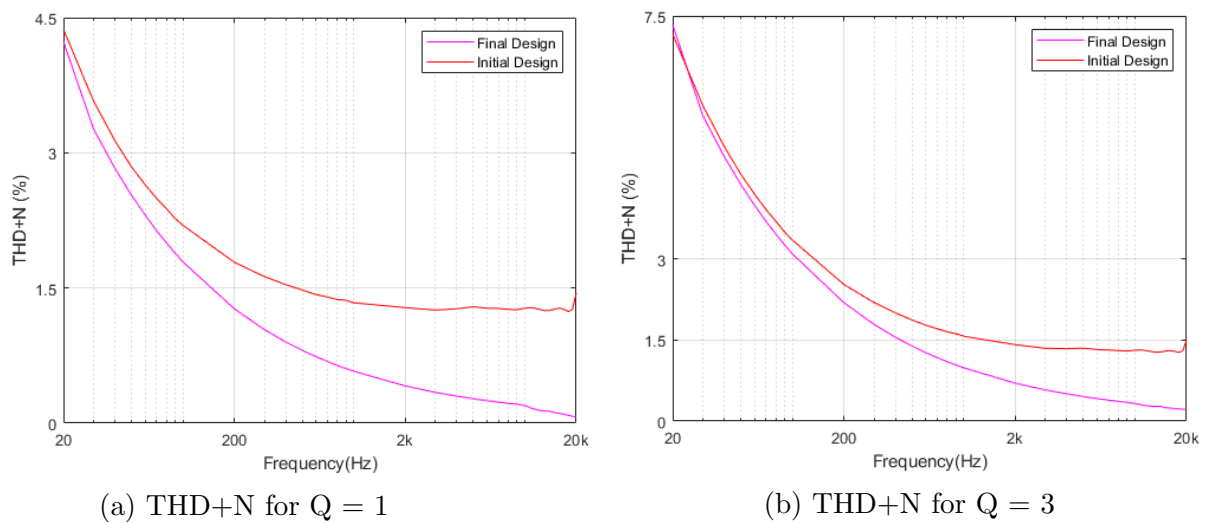 4.5
3
1.5
0
THD+N (%)
20
200
2k
20k
Frequency(Hz)
Final Design
Initial Design
(a) THD+N for Q = 1
7.5
3
1.5
0
THD+N (%)
20
200
2k
20k
Frequency(Hz)
Final Design
Initial Design
(b) THD+N for Q = 3